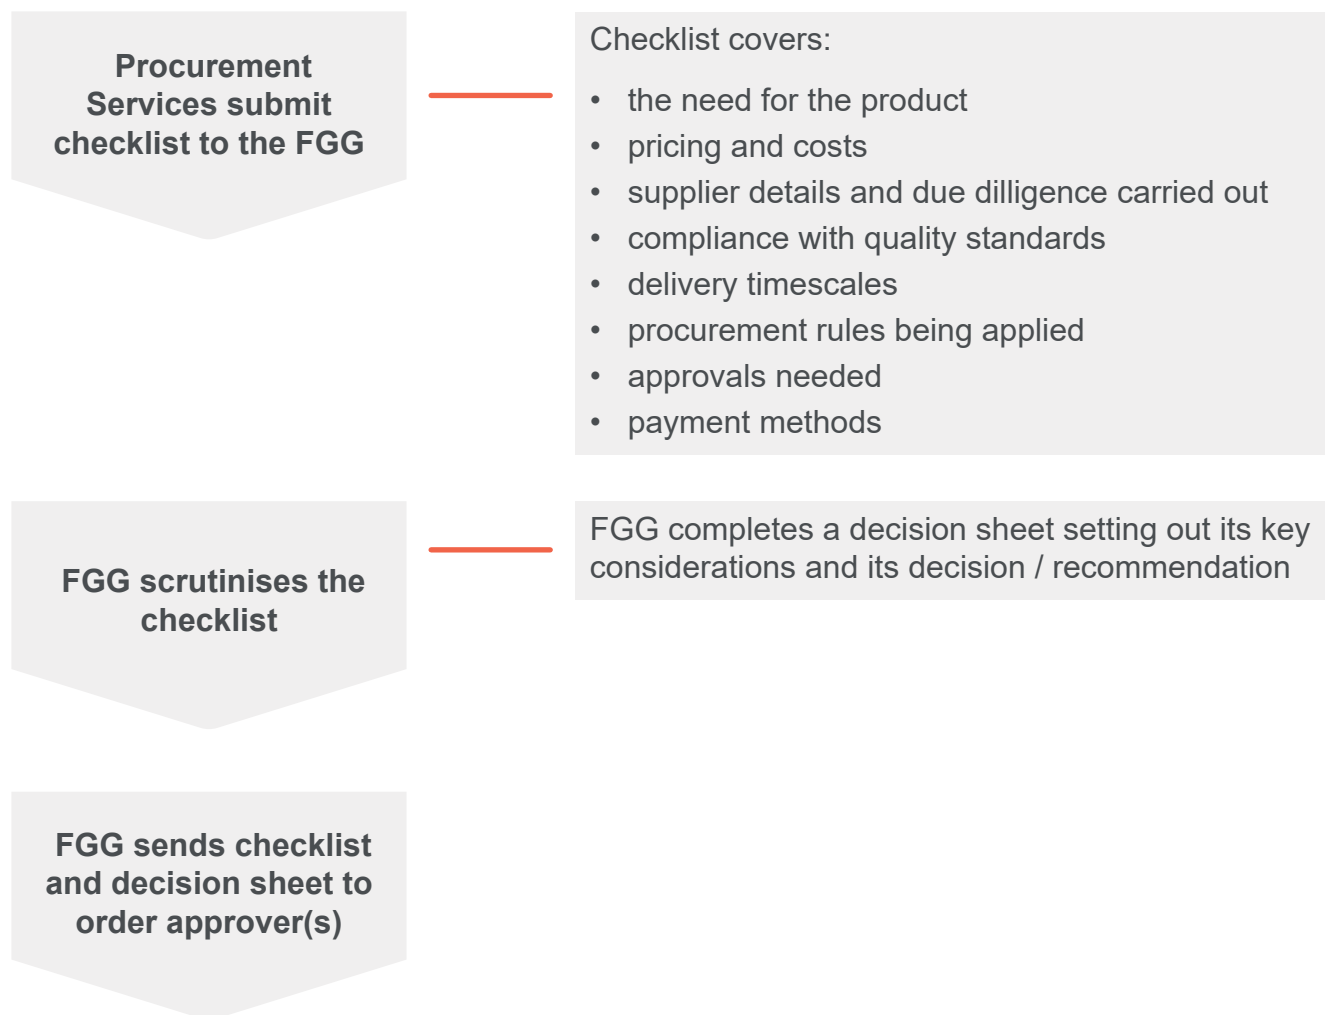 Procurement
Services submit
checklist to the FGG
Checklist covers:
• the need for the product
• pricing and costs
• supplier details and due dilligence carried out
• compliance with quality standards
• delivery timescales
• procurement rules being applied
• approvals needed
• payment methods
FGG scrutinises the
checklist
FGG completes a decision sheet setting out its key
considerations and its decision / recommendation
FGG sends checklist
and decision sheet to
order approver(s)